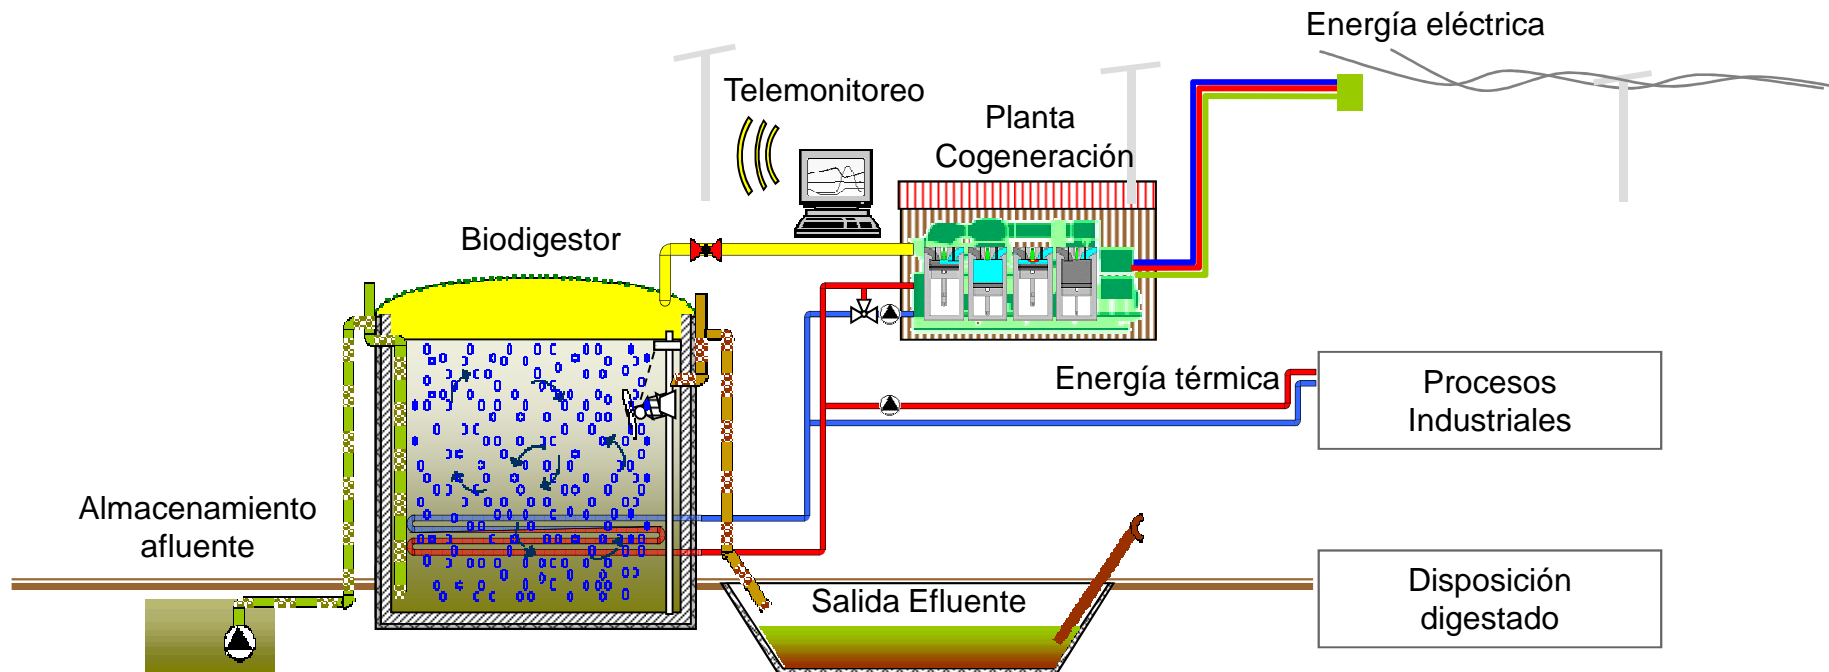 Energía eléctrica
Telemonitoreo
Planta
Cogeneración
Biodigestor
Energía térmica
Procesos
Industriales
Almacenamiento
afluente
Salida Efluente
Disposición
digestado